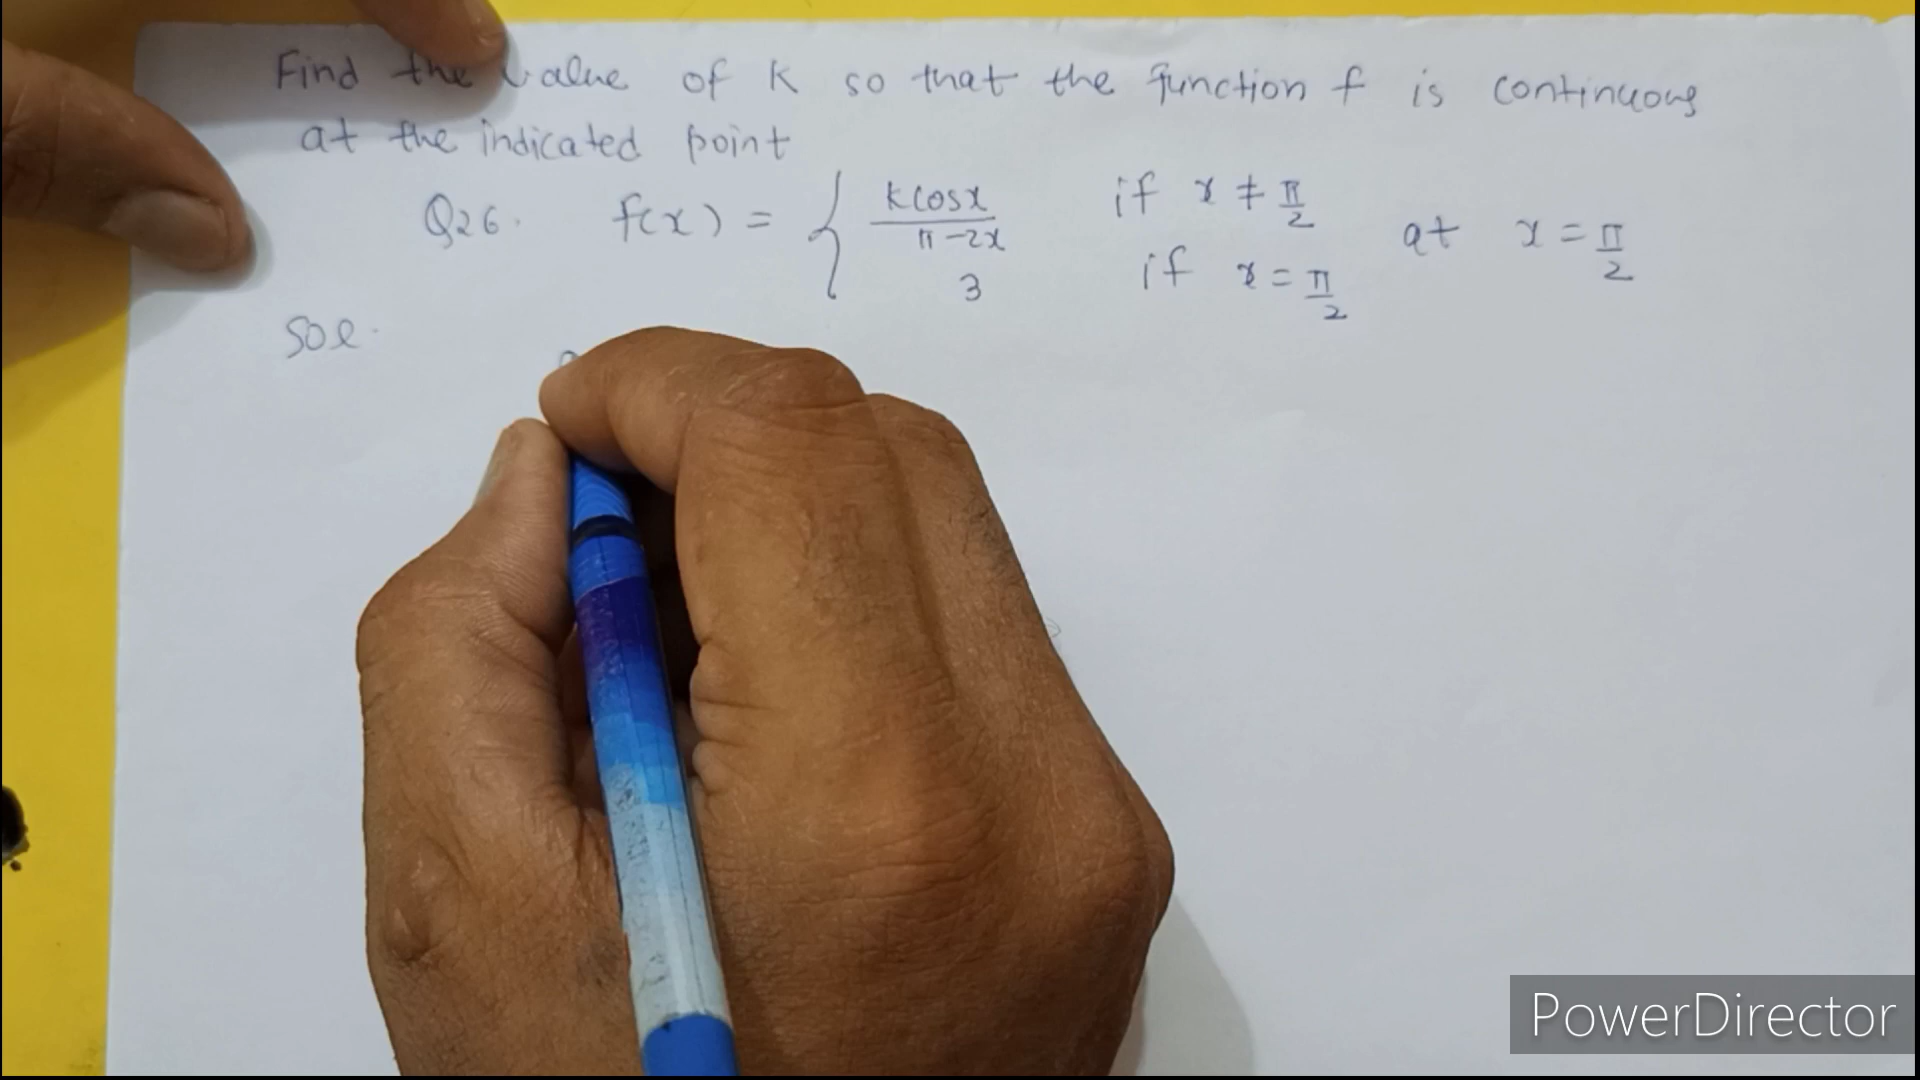 Find the value of K so that the function f is continuous
at the indicated point
Q26. f(x) = { kcosx / π-2x if x ≠ π/2
3 if x = π/2 at x = π/2
Sol.
PowerDirector